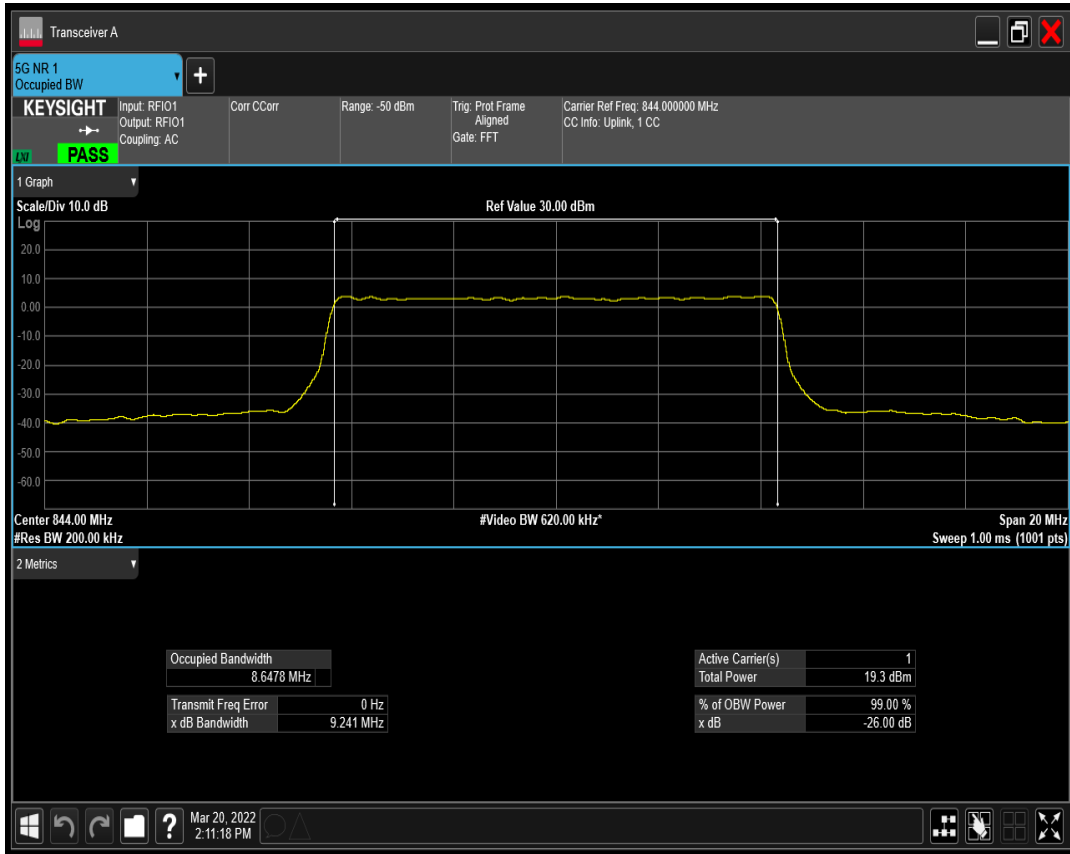 Transceiver A
5G NR 1
Occupied BW
+
KEYSIGHT
LXI
PASS
Input: RFIO1
Output: RFIO1
Coupling: AC
Corr CCorr
Range: -50 dBm
Trig: Prot Frame
Aligned
Gate: FFT
Carrier Ref Freq: 844.000000 MHz
CC Info: Uplink, 1 CC
1 Graph
Scale/Div 10.0 dB
Ref Value 30.00 dBm
Log
20.0
10.0
0.00
-10.0
-20.0
-30.0
-40.0
-50.0
-60.0
Center 844.00 MHz
#Video BW 620.00 kHz*
Span 20 MHz
#Res BW 200.00 kHz
Sweep 1.00 ms (1001 pts)
2 Metrics
Occupied Bandwidth
8.6478 MHz
Transmit Freq Error 0 Hz
x dB Bandwidth 9.241 MHz
Active Carrier(s) 1
Total Power 19.3 dBm
% of OBW Power 99.00 %
x dB -26.00 dB
?
Mar 20, 2022
2:11:18 PM